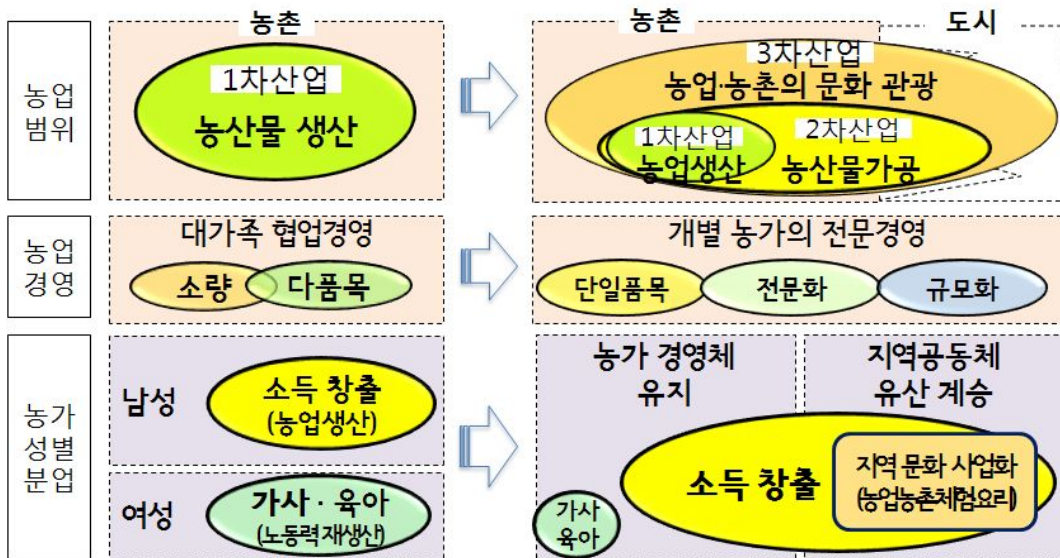 농촌
농촌
도시
농업
범위
1차산업
농산물 생산
3차산업
농업·농촌의 문화 관광
1차산업
농업생산
2차산업
농산물가공
농업
경영
대가족 협업경영
소량
다품목
개별 농가의 전문경영
단일품목
전문화
규모화
농가
성별
분업
남성
소득 창출
(농업생산)
여성
가사 · 육아
(노동력 재생산)
농가 경영체
유지
지역공동체
유산 계승
소득 창출
지역 문화 사업화
(농업농촌체험요리)
가사
육아